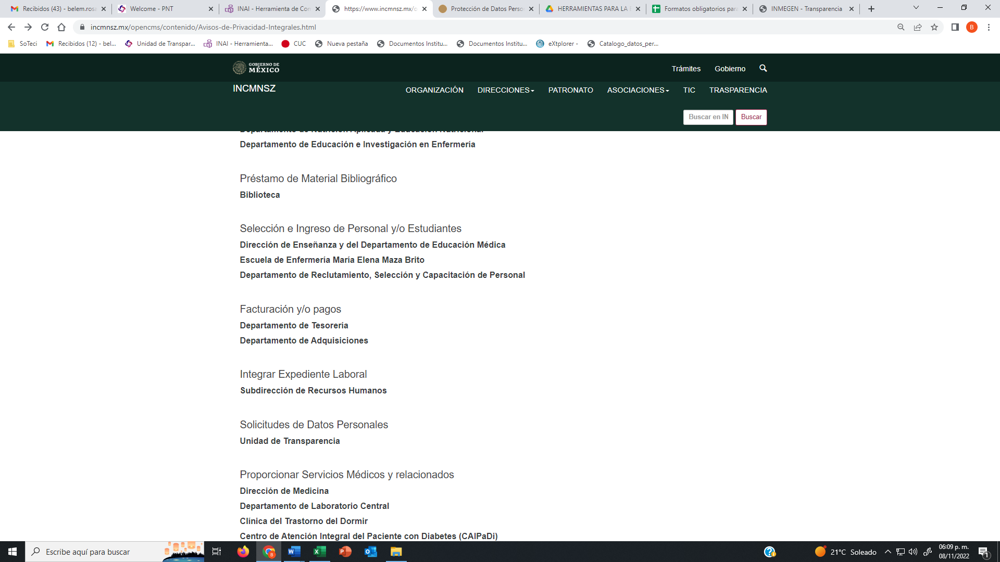 Recibidos (43) - belem.rosa
Welcome - PNT
INAI - Herramienta de Con
https://www.incmnsz.mx/o
Protección de Datos Perso
HERRAMIENTAS PARA LA E
Formatos obligatorios para
INMEGEN - Transparencia
incmnsz.mx/opencms/contenido/Avisos-de-Privacidad-Integrales.html
B
SoTeci
Recibidos (12) - bel...
Unidad de Transpar...
INAI - Herramienta...
CUC
Nueva pestaña
Documentos Institu...
Documentos Institu...
eXtplorer -
Catalogo_datos_per...
GOBIERNO DE
MÉXICO
Trámites
Gobierno
INCMNSZ
ORGANIZACIÓN
DIRECCIONES
PATRONATO
ASOCIACIONES
TIC
TRASPARENCIA
Buscar en IN
Buscar
Departamento de Nutrición Aplicada y Educación Nutricional
Departamento de Educación e Investigación en Enfermería
Préstamo de Material Bibliográfico
Biblioteca
Selección e Ingreso de Personal y/o Estudiantes
Dirección de Enseñanza y del Departamento de Educación Médica
Escuela de Enfermería María Elena Maza Brito
Departamento de Reclutamiento, Selección y Capacitación de Personal
Facturación y/o pagos
Departamento de Tesorería
Departamento de Adquisiciones
Integrar Expediente Laboral
Subdirección de Recursos Humanos
Solicitudes de Datos Personales
Unidad de Transparencia
Proporcionar Servicios Médicos y relacionados
Dirección de Medicina
Departamento de Laboratorio Central
Clínica del Trastorno del Dormir
Centro de Atención Integral del Paciente con Diabetes (CAIPaDi)
Escribe aquí para buscar
21°C Soleado
06:09 p. m.
08/11/2022
1